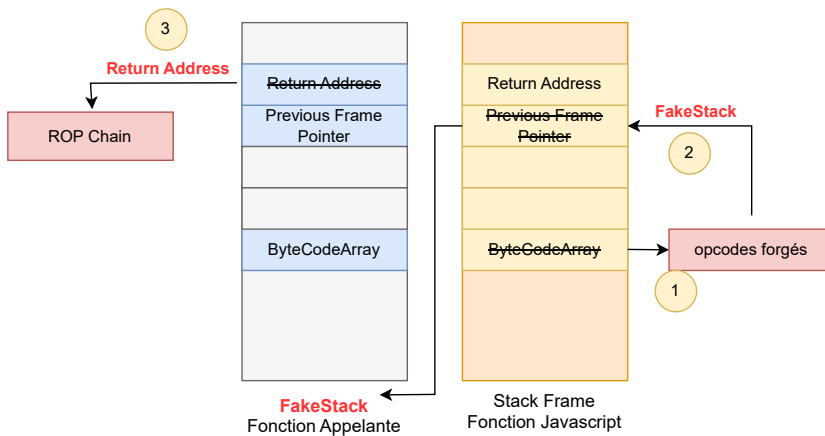 3
Return Address
ROP Chain
Return Address
Previous Frame
Pointer
ByteCodeArray
FakeStack
Fonction Appelante
Return Address
Previous Frame
Pointer
ByteCodeArray
Stack Frame
Fonction Javascript
FakeStack
2
opcodes forgés
1